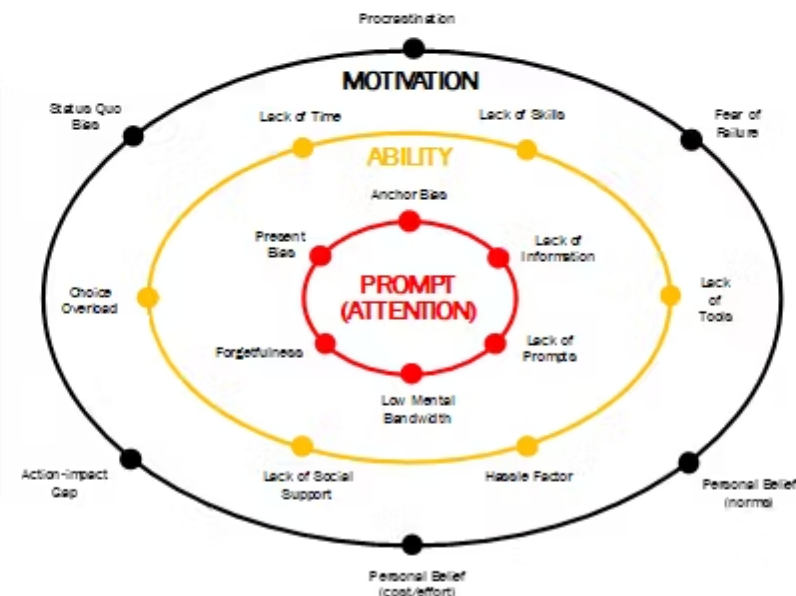 Procrastination
MOTIVATION
Status Quo
Bias
Lack of Time
Lack of Skills
Fear of
Failure
ABILITY
Anchor Bias
Present
Bias
Lack of
Information
Choice
Overload
PROMPT
(ATTENTION)
Lack
of
Tools
Forgetfulness
Lack of
Prompts
Low Mental
Bandwidth
Action-impact
Gap
Lack of Social
Support
Hassle Factor
Personal Belief
(norms)
Personal Belief
(cost/effort)